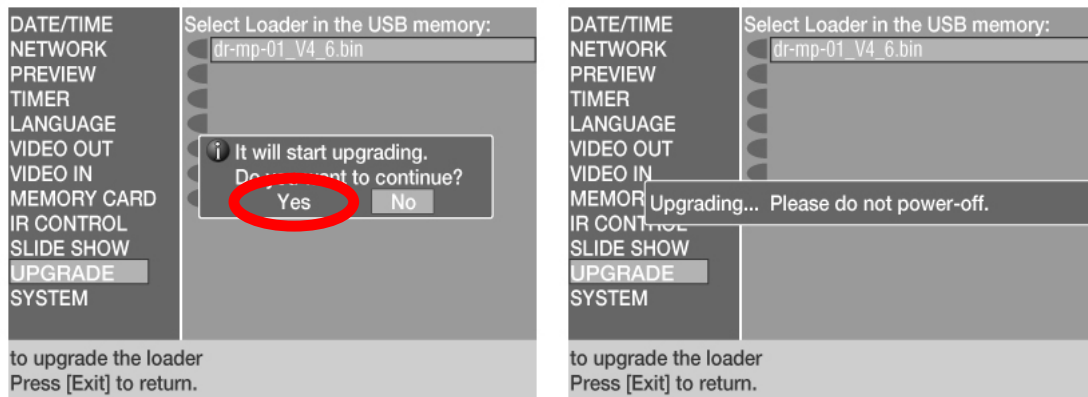 DATE/TIME
NETWORK
PREVIEW
TIMER
LANGUAGE
VIDEO OUT
VIDEO IN
MEMORY CARD
IR CONTROL
SLIDE SHOW
UPGRADE
SYSTEM
Select Loader in the USB memory:
dr-mp-01_V4_6.bin
It will start upgrading.
Do you want to continue?
Yes No
to upgrade the loader
Press [Exit] to return.
DATE/TIME
NETWORK
PREVIEW
TIMER
LANGUAGE
VIDEO OUT
VIDEO IN
MEMOR
IR CONTROL
SLIDE SHOW
UPGRADE
SYSTEM
Select Loader in the USB memory:
dr-mp-01_V4_6.bin
Upgrading... Please do not power-off.
to upgrade the loader
Press [Exit] to return.